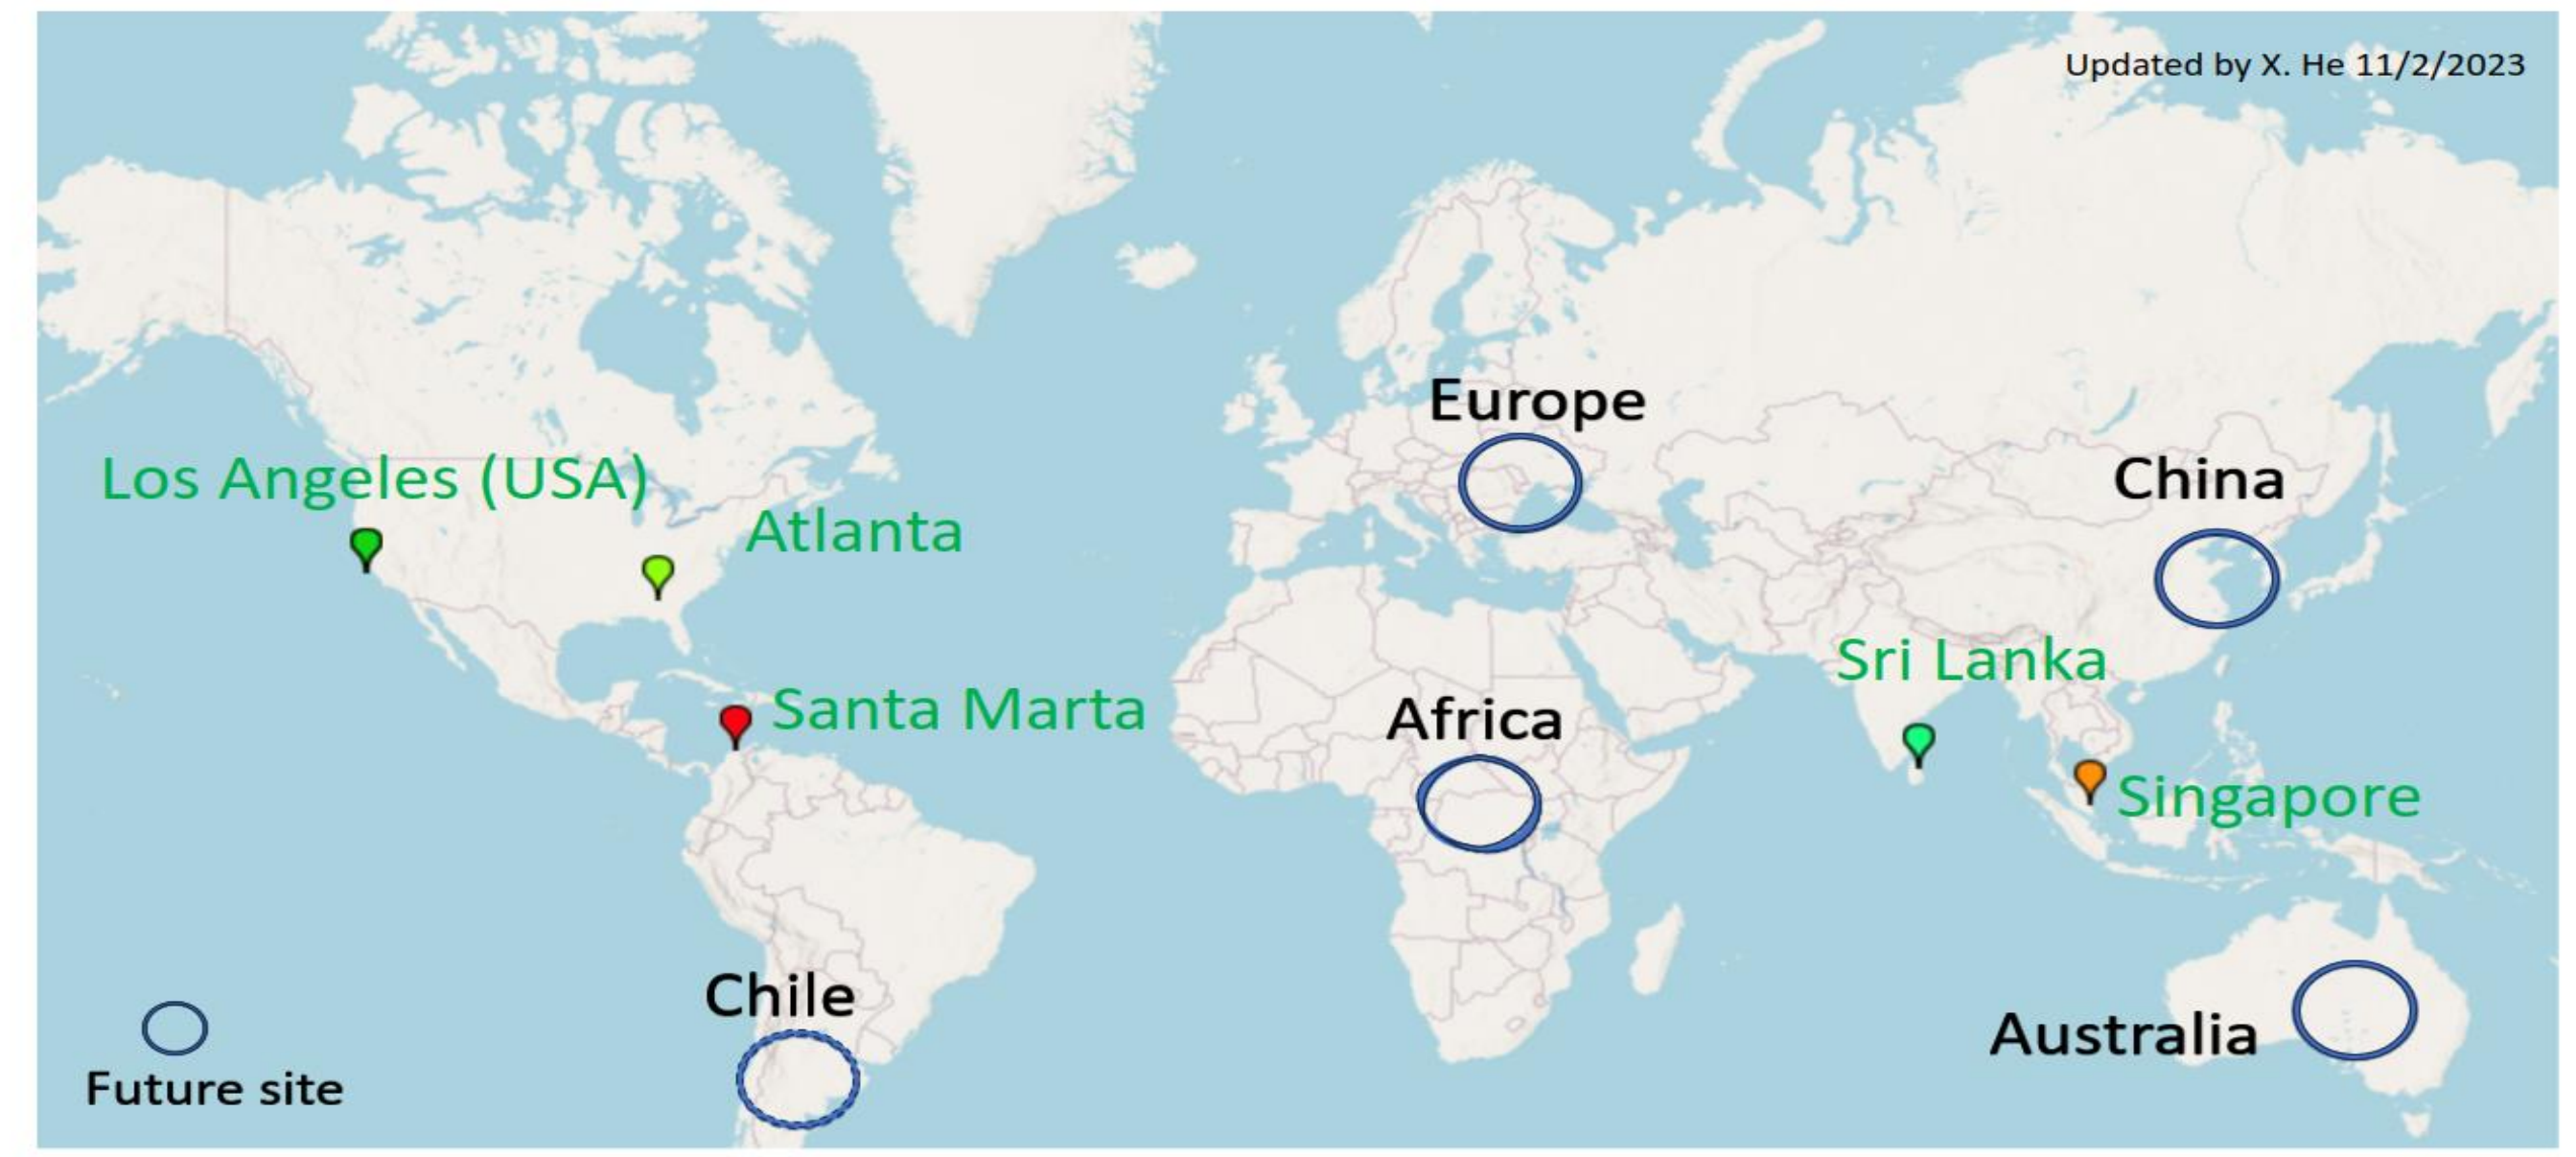 Updated by X. He 11/2/2023
Europe
Los Angeles (USA)
China
Atlanta
Sri Lanka
Santa Marta
Africa
Singapore
Chile
Australia
Future site